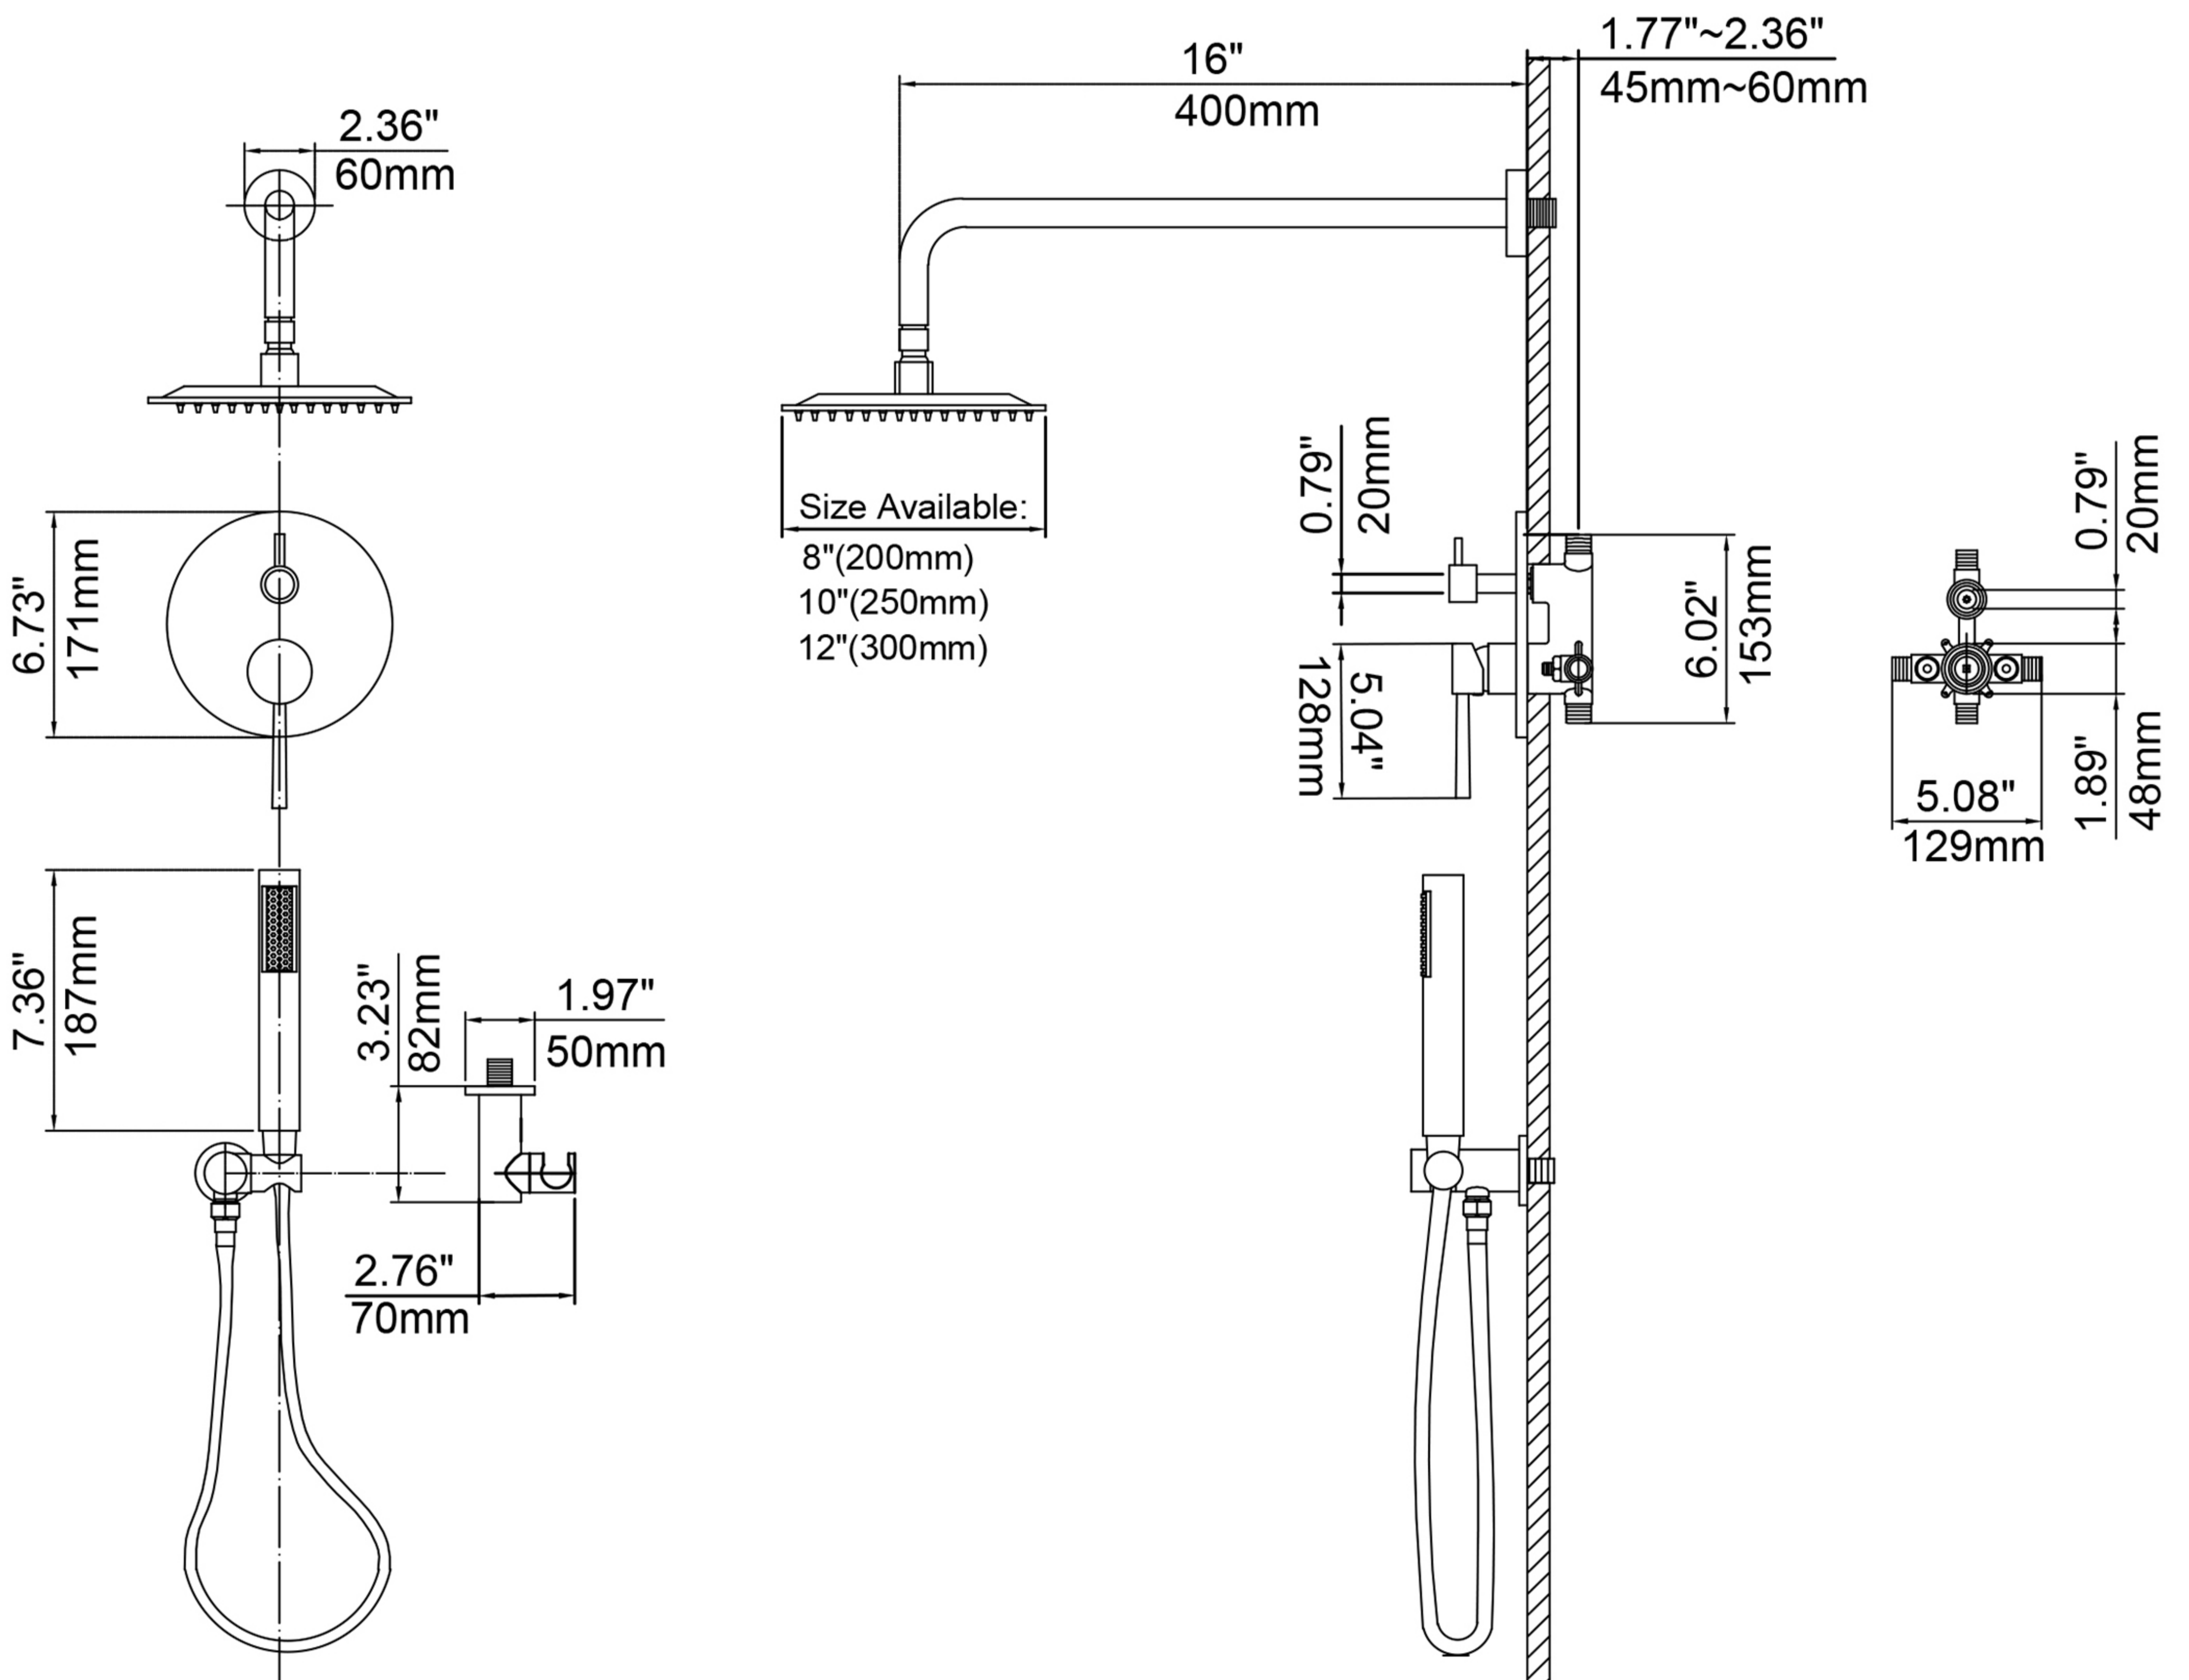 1.77"~2.36"
45mm~60mm
16"
400mm
2.36"
60mm
0.79"
20mm
0.79"
20mm
Size Available:
8"(200mm)
10"(250mm)
12"(300mm)
6.73"
171mm
6.02"
153mm
5.04"
128mm
5.08"
129mm
1.89"
48mm
7.36"
187mm
3.23"
82mm
1.97"
50mm
2.76"
70mm